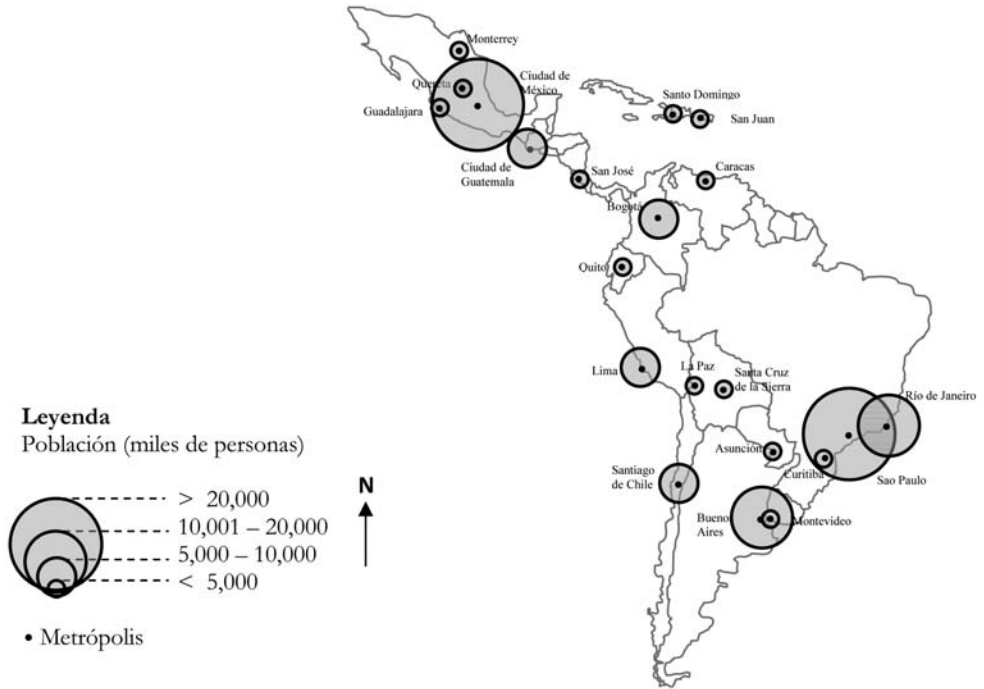 Monterrey
Ciudad de
México
Guadalajara
Santo Domingo
San Juan
Ciudad de
Guatemala
San José
Caracas
Bogotá
Quito
Lima
La Paz
Santa Cruz
de la Sierra
Río de Janeiro
Asunción
Curitiba
Sao Paulo
Santiago
de Chile
Buenos
Aires
Montevideo
Leyenda
Población (miles de personas)
> 20,000
10,001 – 20,000
5,000 – 10,000
< 5,000
N
• Metrópolis